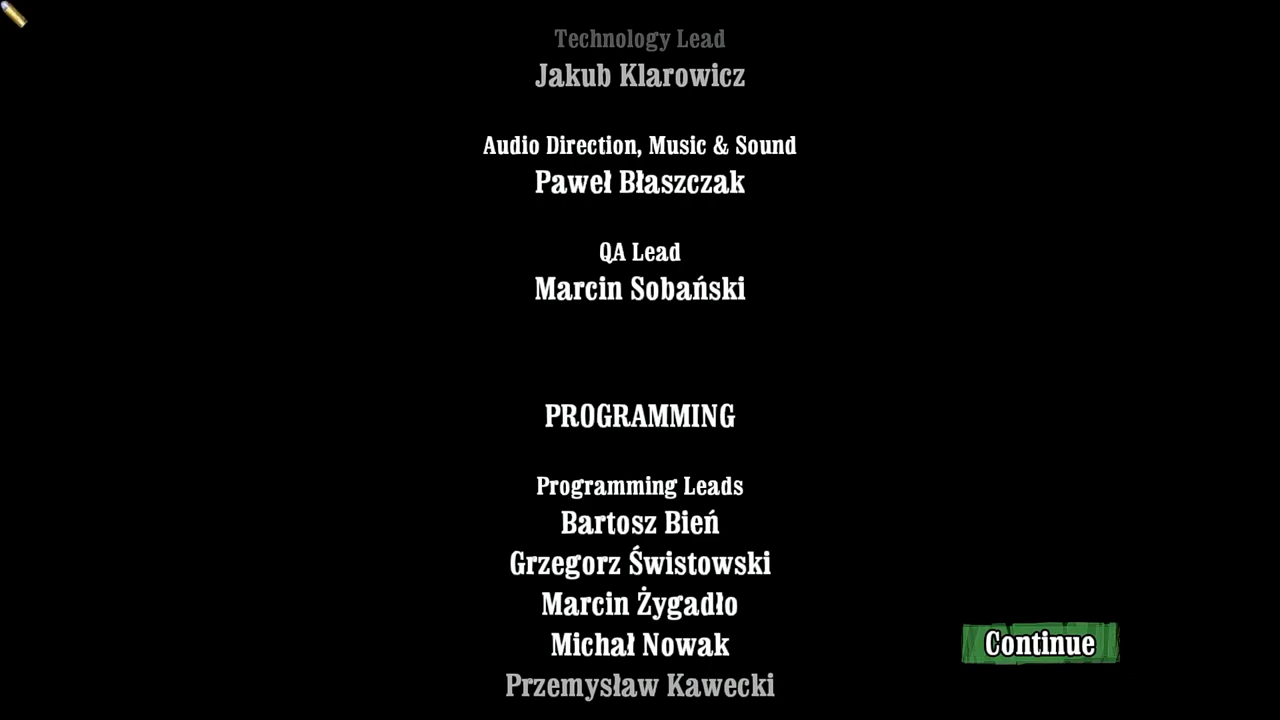 Technology Lead
Jakub Klarowicz
Audio Direction, Music & Sound
Paweł Błaszczak
QA Lead
Marcin Sobański
PROGRAMMING
Programming Leads
Bartosz Bień
Grzegorz Świstowski
Marcin Żygadło
Michał Nowak
Przemysław Kawecki
Continue